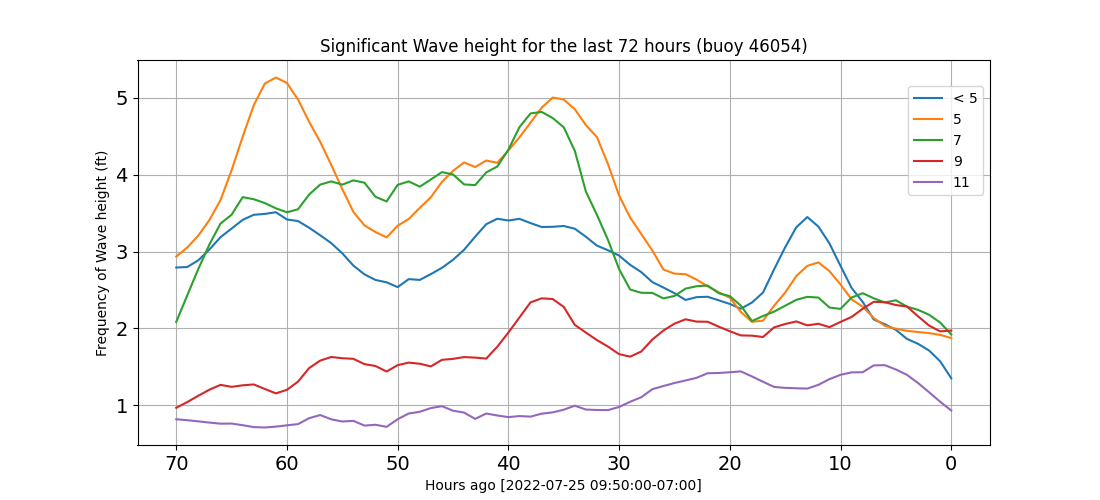 Significant Wave height for the last 72 hours (buoy 46054)
Frequency of Wave height (ft)
5
4
3
2
1
< 5
5
7
9
11
70 60 50 40 30 20 10 0
Hours ago [2022-07-25 09:50:00-07:00]